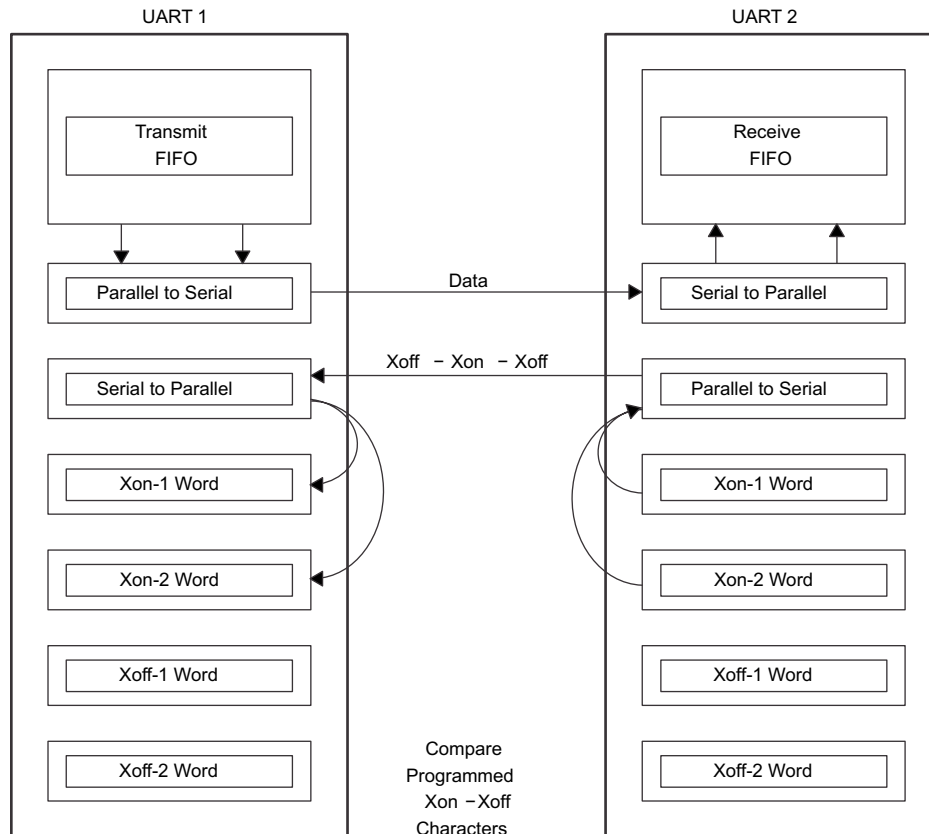 UART 1
UART 2
Transmit
FIFO
Receive
FIFO
Parallel to Serial
Data
Serial to Parallel
Serial to Parallel
Xoff – Xon – Xoff
Parallel to Serial
Xon-1 Word
Xon-1 Word
Xon-2 Word
Xon-2 Word
Xoff-1 Word
Xoff-1 Word
Xoff-2 Word
Compare
Programmed
Xon –Xoff
Characters
Xoff-2 Word